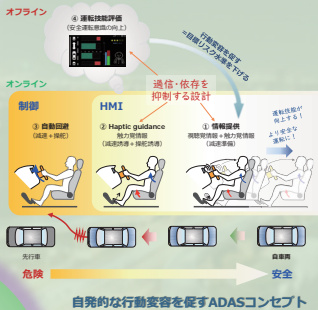 オフライン
④ 運転技能評価
(安全運転意識の向上)
行動変容を促す
=目標リスク水準を下げる
オンライン
過信・依存を
抑制する設計
制御
HMI
③ 自動回避
(減速+操舵)
② Haptic guidance
触力覚情報
(減速誘導+操舵誘導)
① 情報提供
視聴覚情報+触力覚情報
(減速準備)
運転技能が
向上する!
より安全な
運転に!
先行車
自車両
危険
安全
自発的な行動変容を促すADASコンセプト